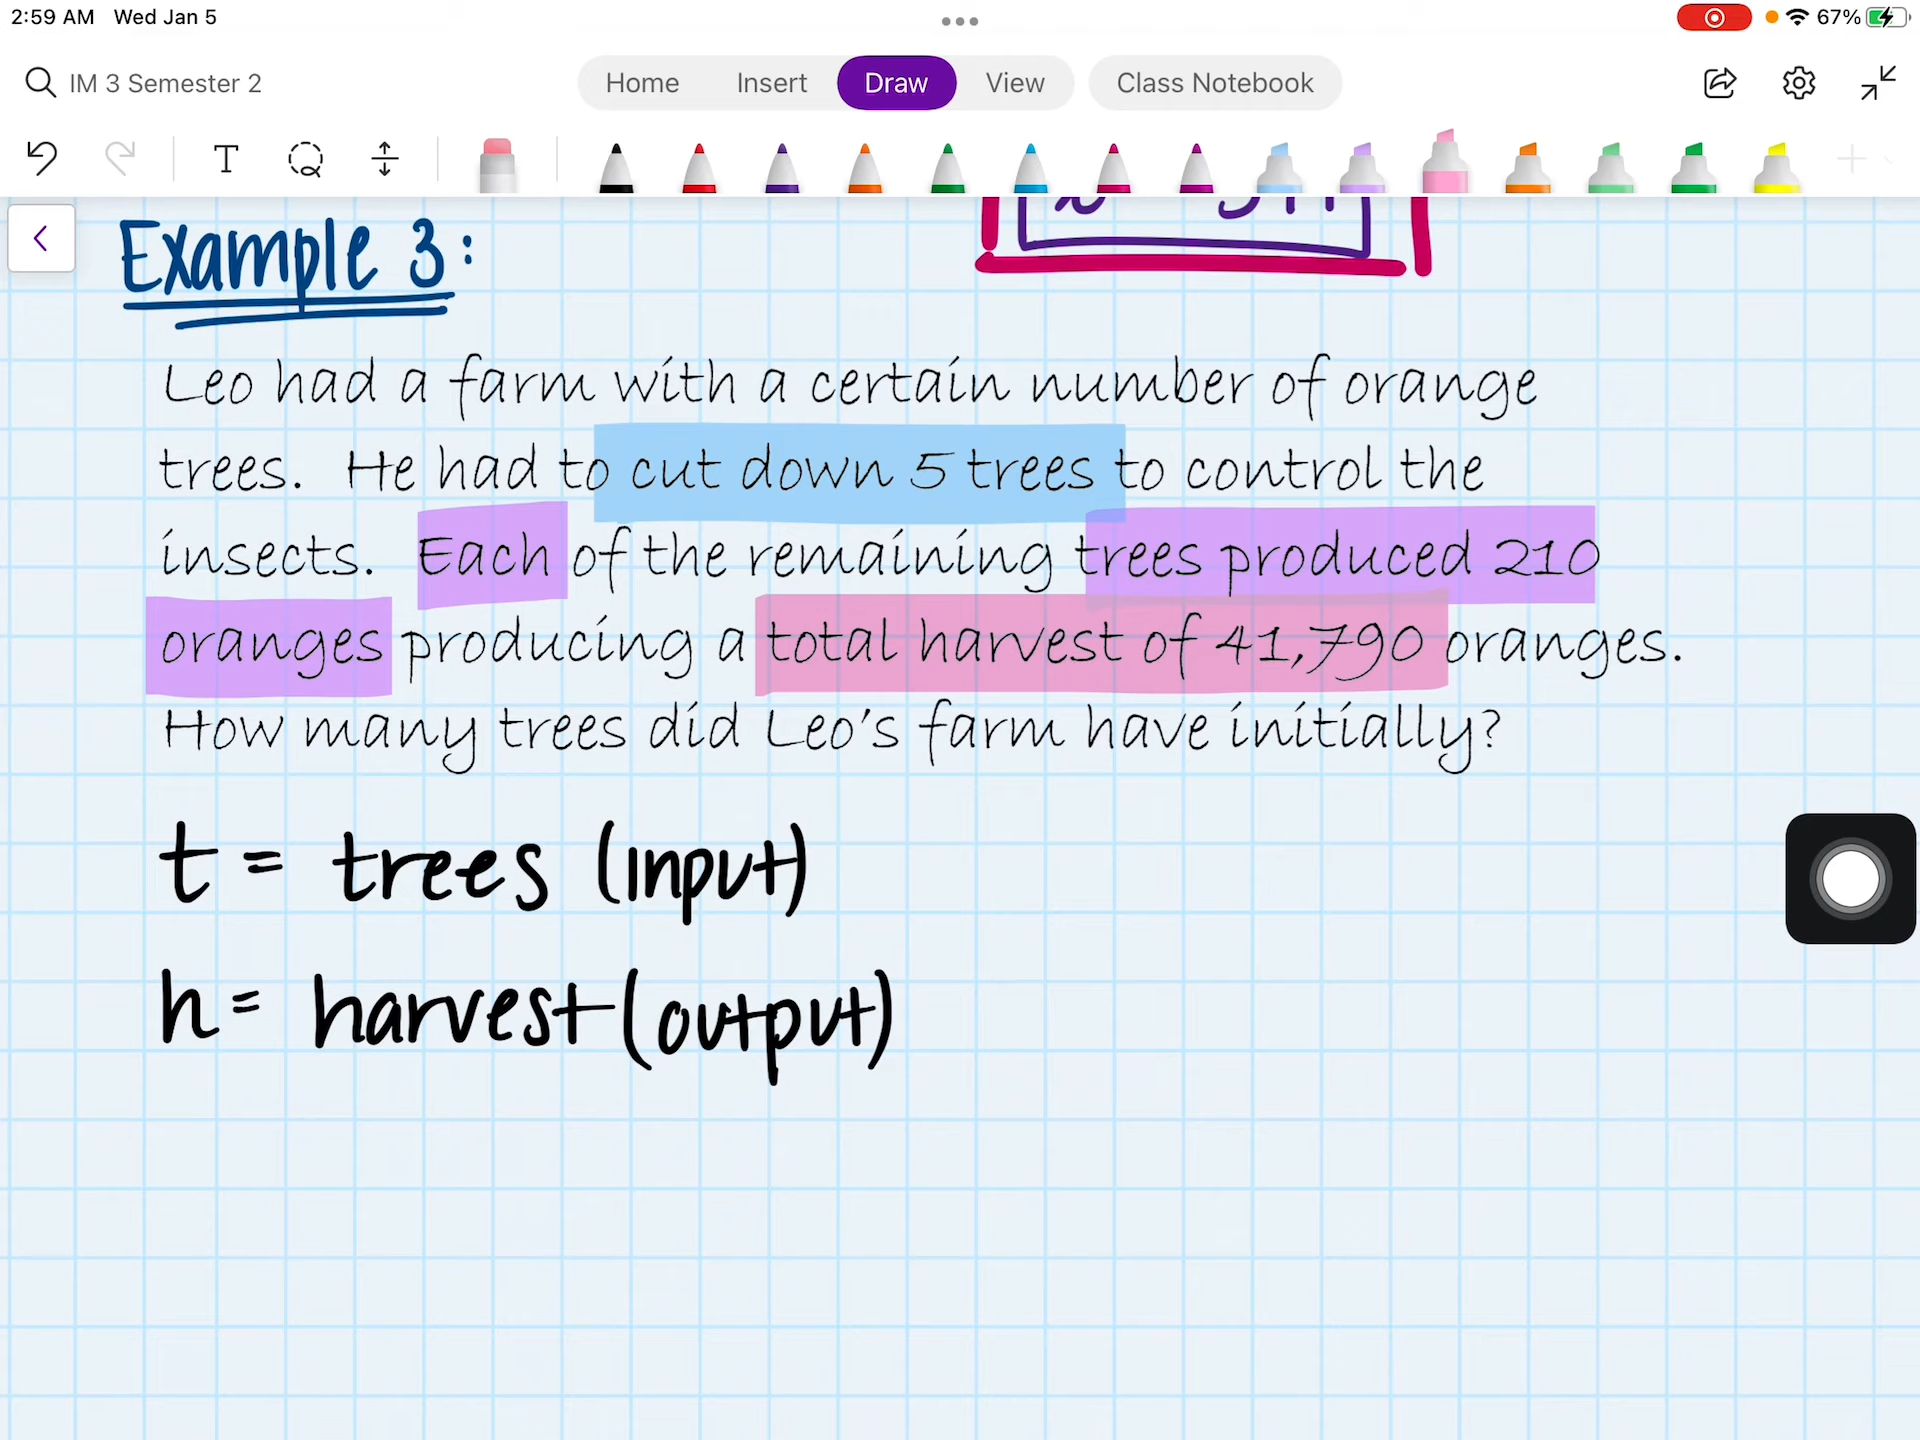 2:59 AM Wed Jan 5
67%
IM 3 Semester 2
Home Insert Draw View Class Notebook
T
Example 3:
Leo had a farm with a certain number of orange
trees. He had to cut down 5 trees to control the
insects. Each of the remaining trees produced 210
oranges producing a total harvest of 41,790 oranges.
How many trees did Leo's farm have initially?
t = trees (input)
h = harvest (output)